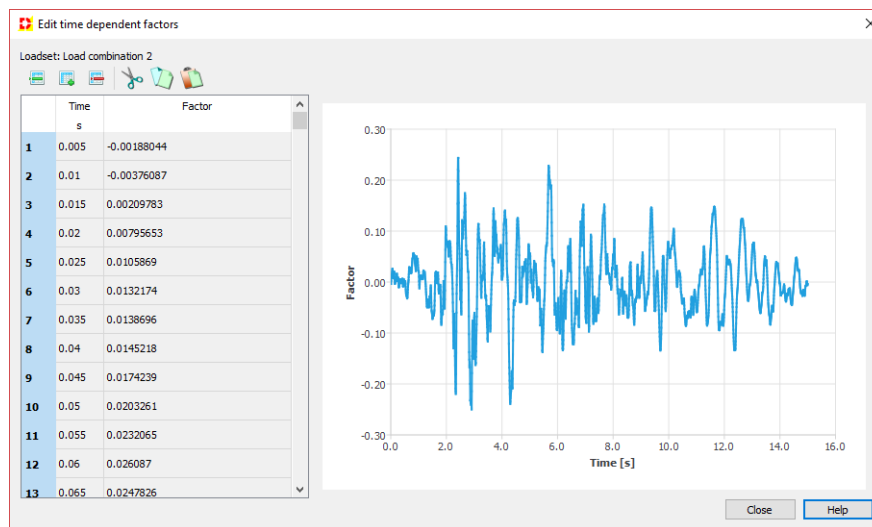 Edit time dependent factors
Loadset: Load combination 2
Time Factor
s
1 0.005 -0.00188044
2 0.01 -0.00376087
3 0.015 0.00209783
4 0.02 0.00795653
5 0.025 0.0105869
6 0.03 0.0132174
7 0.035 0.0138696
8 0.04 0.0145218
9 0.045 0.0174239
10 0.05 0.0203261
11 0.055 0.0232065
12 0.06 0.026087
13 0.065 0.0247826
0.30
0.20
0.10
0.00
-0.10
-0.20
-0.30
Factor
0.0 2.0 4.0 6.0 8.0 10.0 12.0 14.0 16.0
Time [s]
Close Help